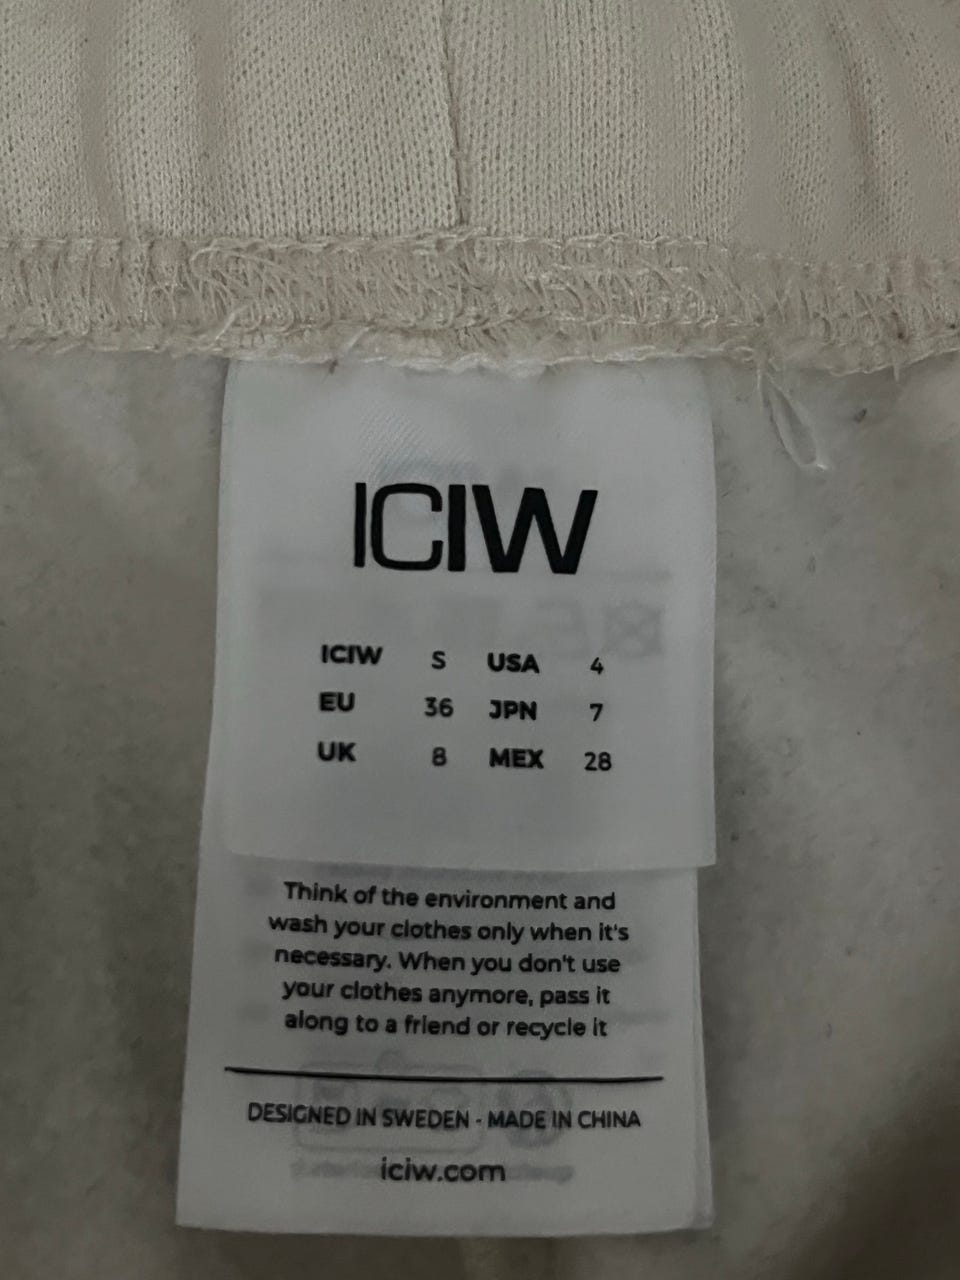 ICIW
ICIW S USA 4
EU 36 JPN 7
UK 8 MEX 28
Think of the environment and
wash your clothes only when it's
necessary. When you don't use
your clothes anymore, pass it
along to a friend or recycle it
DESIGNED IN SWEDEN - MADE IN CHINA
iciw.com